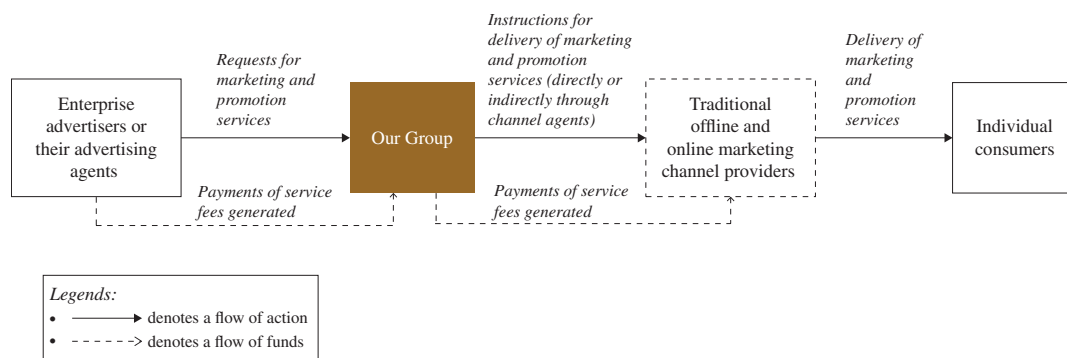 Requests for
marketing and
promotion
services
Instructions for
delivery of marketing
and promotion
services (directly or
indirectly through
channel agents)
Delivery of
marketing
and
promotion
services
Enterprise
advertisers or
their advertising
agents
Our Group
Traditional
offline and
online marketing
channel providers
Individual
consumers
Payments of service
fees generated
Payments of service
fees generated
Legends:
• denotes a flow of action
• denotes a flow of funds